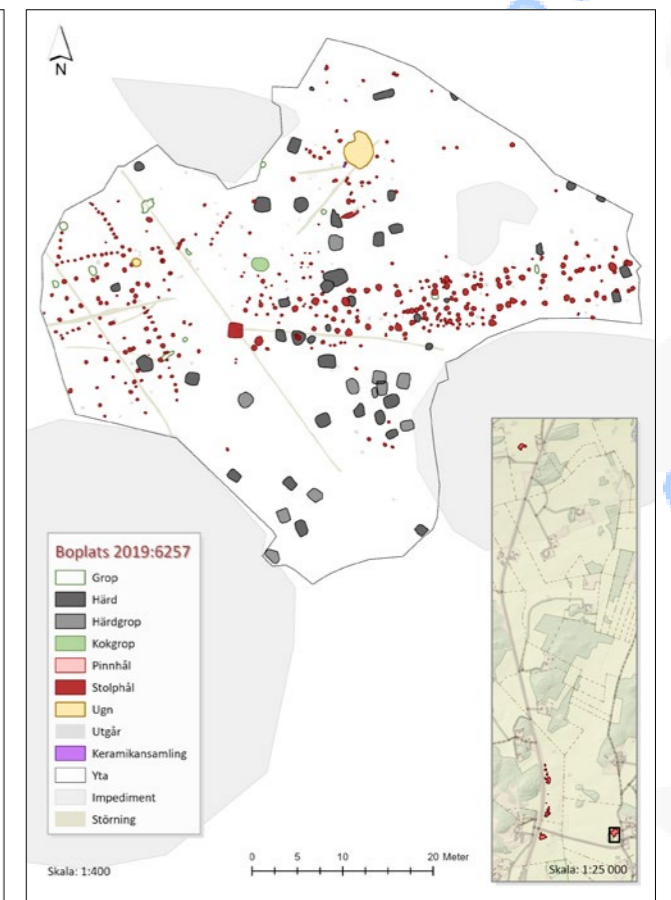 N
Boplats 2019:6257
Grop
Härd
Härdgrop
Kokgrop
Pinnhål
Stolphål
Ugn
Utgår
Keramikansamling
Yta
Impediment
Störning
Skala: 1:400
0 5 10 20 Meter
Skala: 1:25 000